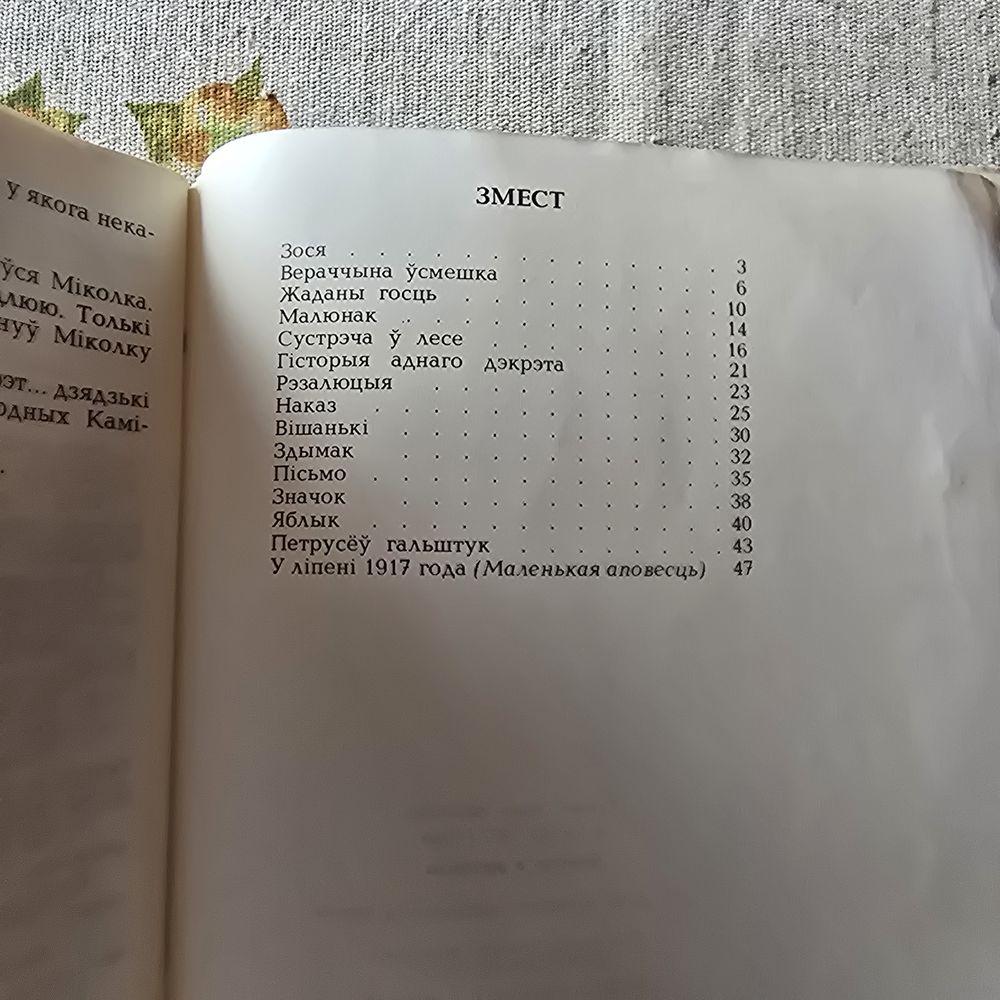 у якога нека-
ўся Міколка.
длюю. Толькі
нуў Міколку
эт... дзядзькі
одных Камі-
ЗМЕСТ
Зося . . . . . . . . . . . . . 3
Вераччына ўсмешка . . . . . . . . 6
Жаданы госць . . . . . . . . . . 10
Малюнак . . . . . . . . . . . . 14
Сустрэча ў лесе . . . . . . . . . 16
Гісторыя аднаго дэкрэта . . . . . 21
Рэзалюцыя . . . . . . . . . . . 23
Наказ . . . . . . . . . . . . . 25
Вішанькі . . . . . . . . . . . . 30
Здымак . . . . . . . . . . . . 32
Пісьмо . . . . . . . . . . . . . 35
Значок . . . . . . . . . . . . 38
Яблык . . . . . . . . . . . . . 40
Петрусёў гальштук . . . . . . . . 43
У ліпені 1917 года (Маленькая аповесць) 47